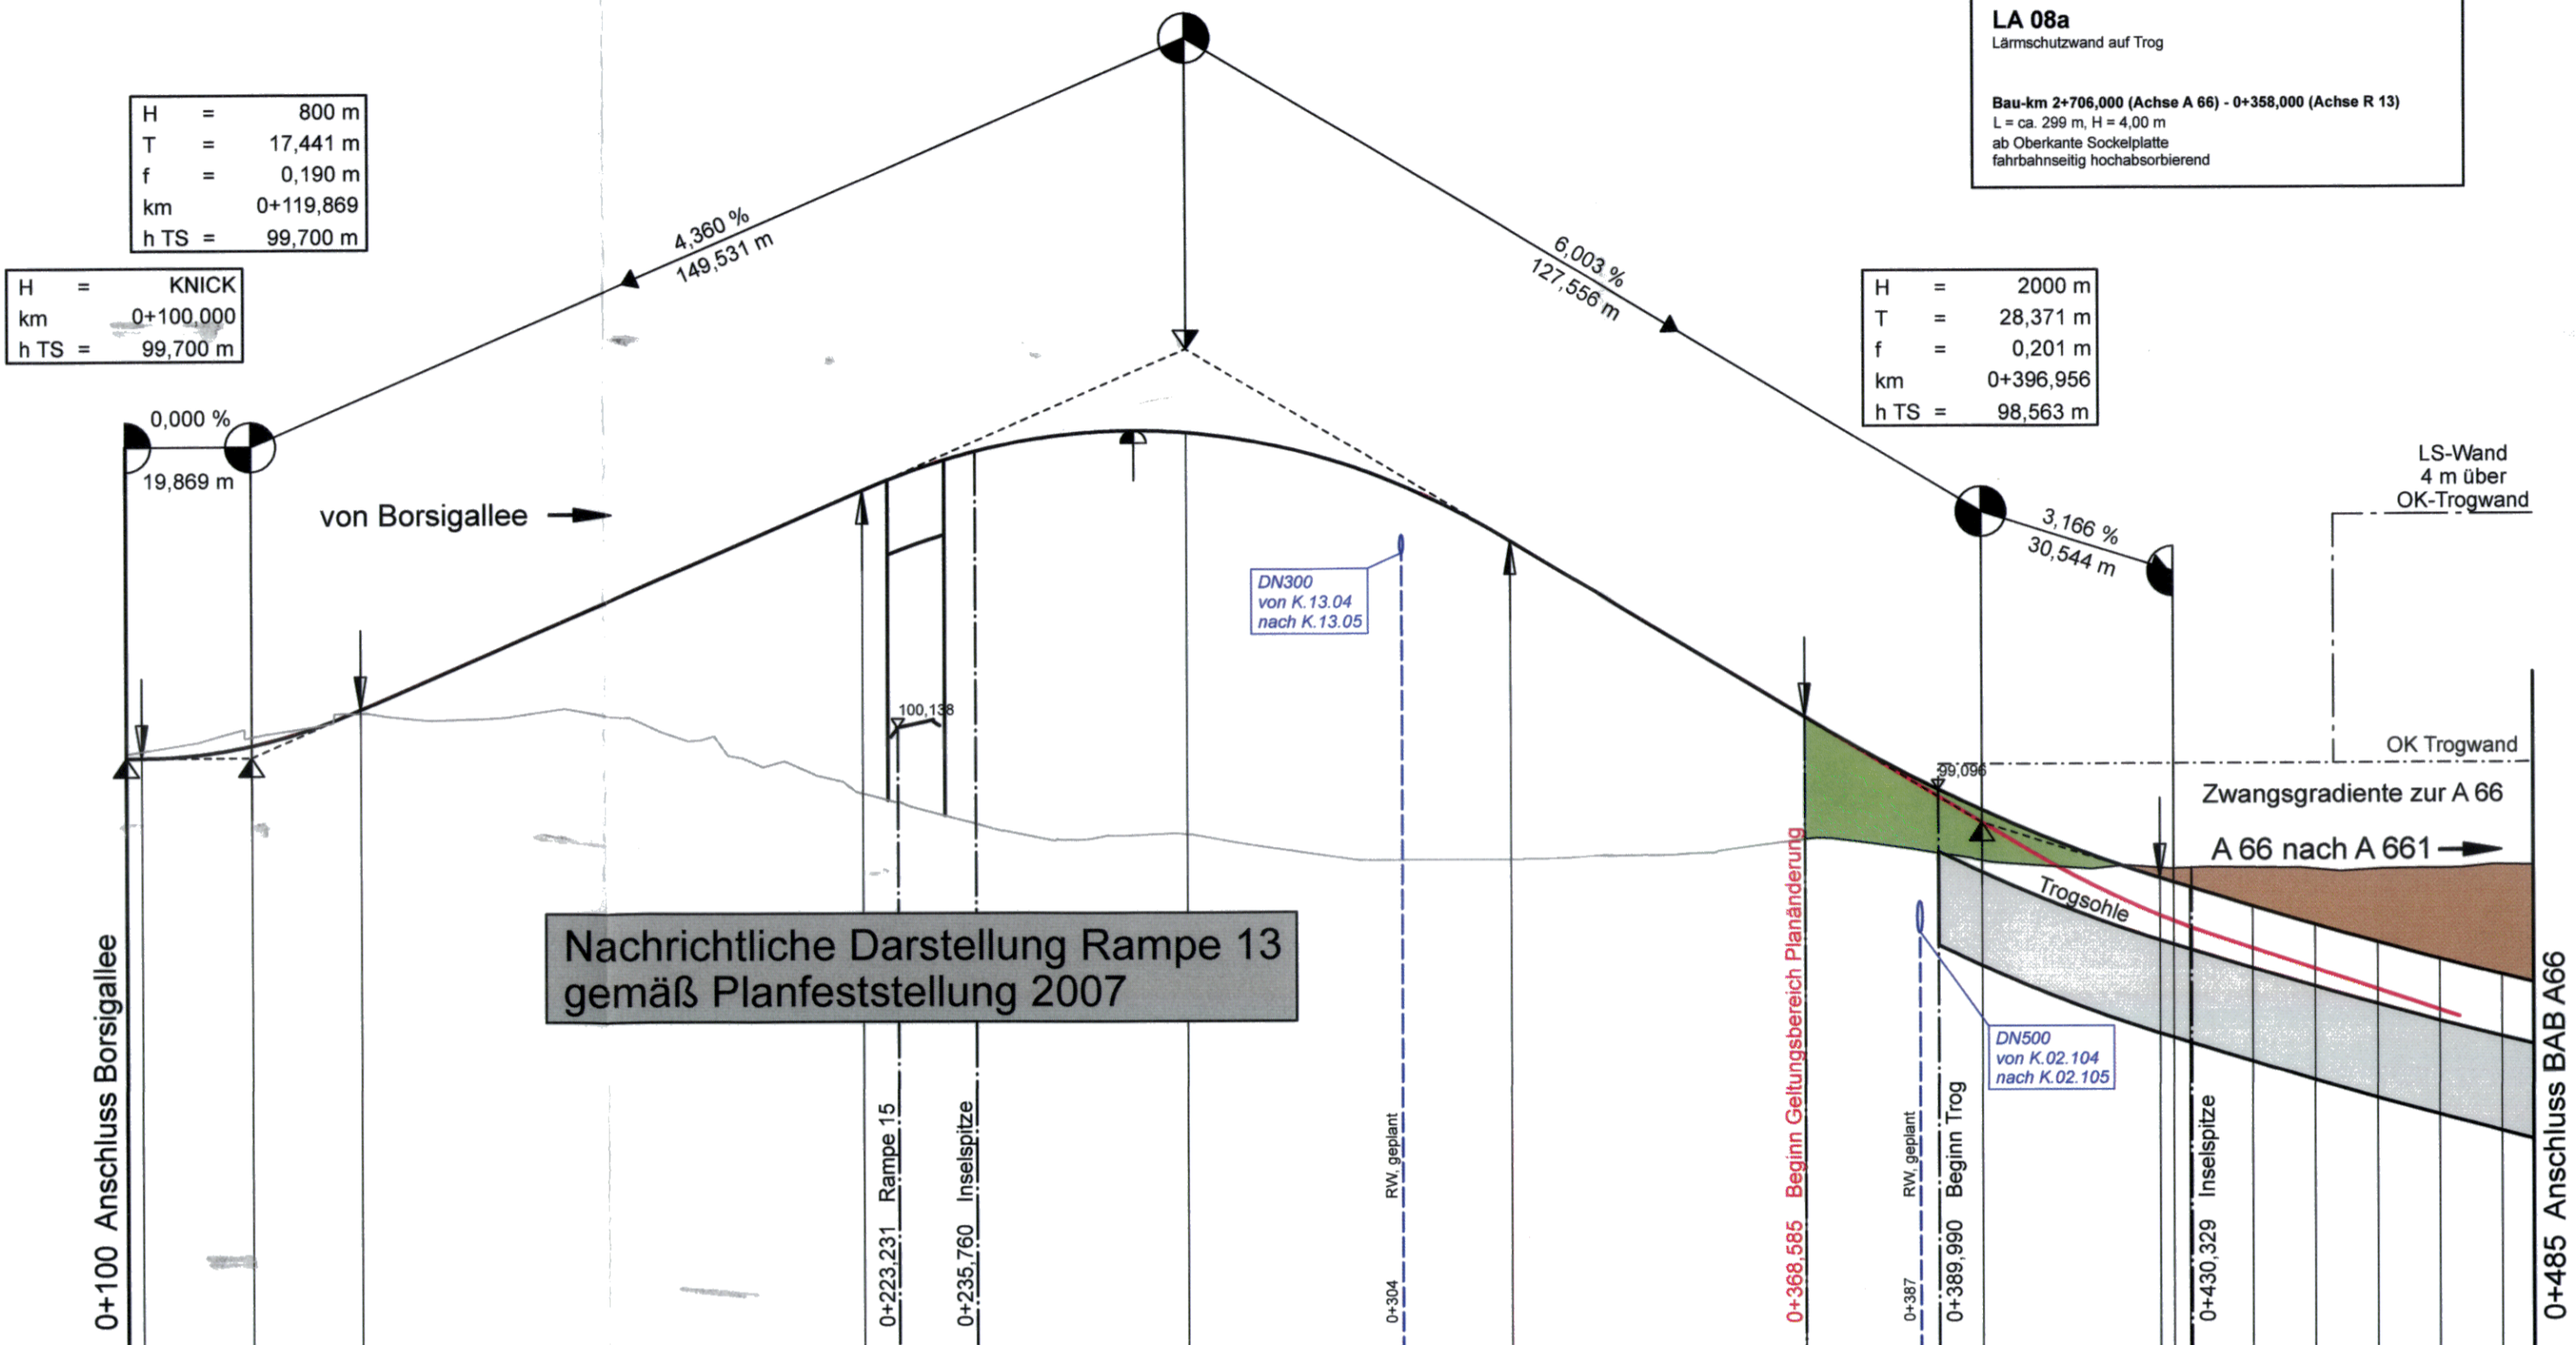 LA 08a
Lärmschutzwand auf Trog
Bau-km 2+706,000 (Achse A 66) - 0+358,000 (Achse R 13)
L = ca. 299 m, H = 4,00 m
ab Oberkante Sockelplatte
fahrbahnseitig hochabsorbierend
H = 800 m
T = 17,441 m
f = 0,190 m
km 0+119,869
h TS = 99,700 m
H = KNICK
km 0+100,000
h TS = 99,700 m
0,000 %
19,869 m
4,360 %
149,531 m
6,003 %
127,556 m
H = 2000 m
T = 28,371 m
f = 0,201 m
km 0+396,956
h TS = 98,563 m
3,166 %
30,544 m
LS-Wand
4 m über
OK-Trogwand
von Borsigallee
DN300
von K.13.04
nach K.13.05
100,138
99,096
OK Trogwand
Zwangsgradiente zur A 66
A 66 nach A 661
Trogsohle
Nachrichtliche Darstellung Rampe 13
gemäß Planfeststellung 2007
DN500
von K.02.104
nach K.02.105
0+100 Anschluss Borsigallee
0+223,231 Rampe 15
0+235,760 Inselspitze
0+304 RW, geplant
0+368,585 Beginn Geltungsbereich Planänderung
0+387 RW, geplant
0+389,990 Beginn Trog
0+430,329 Inselspitze
0+485 Anschluss BAB A66